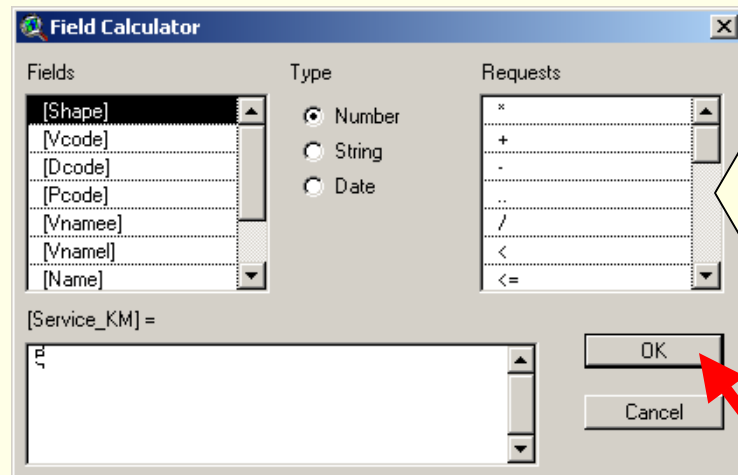 Field Calculator
Fields
Type
Requests
[Shape]
[Vcode]
[Dcode]
[Pcode]
[Vnamee]
[Vnamel]
[Name]
Number
String
Date
*
+
-
..
/
<
<=
[Service_KM] =
OK
Cancel